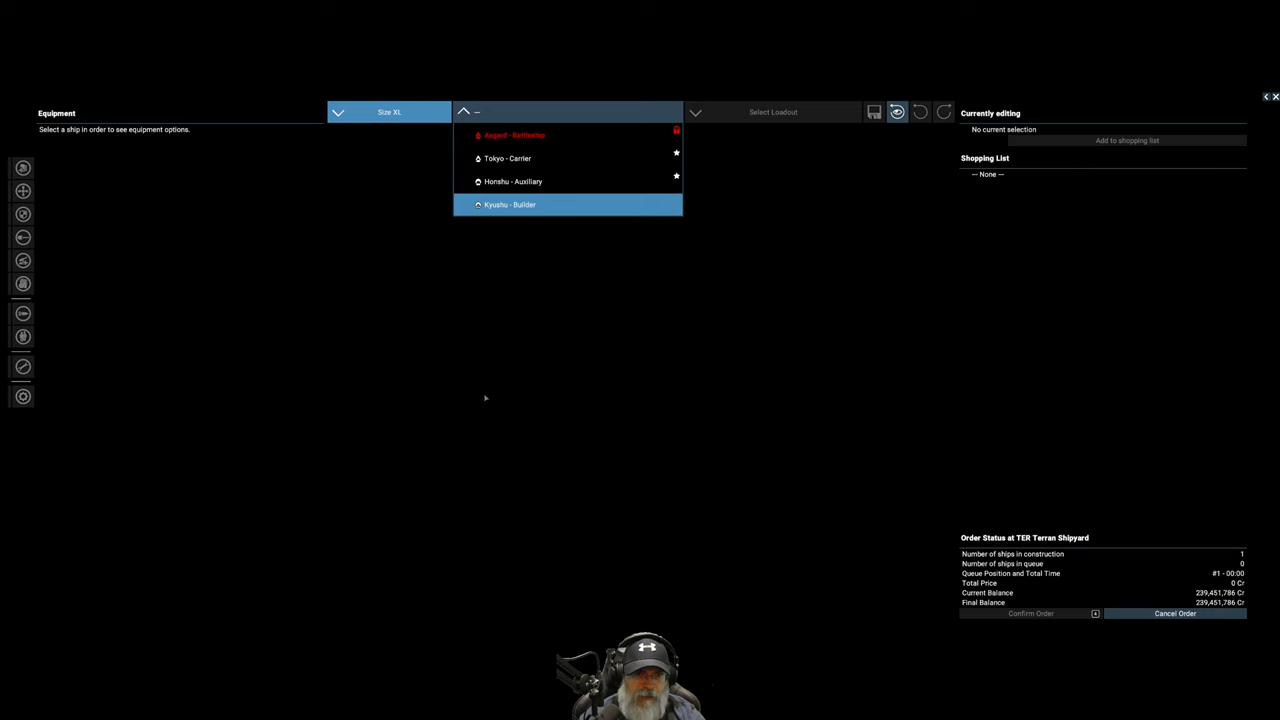 Equipment
Select a ship in order to see equipment options.
Size XL
--
Select Loadout
Asgard - Battleship
Tokyo - Carrier
Honshu - Auxiliary
Kyushu - Builder
Currently editing
No current selection
Add to shopping list
Shopping List
--- None ---
Order Status at TER Terran Shipyard
Number of ships in construction 1
Number of ships in queue 0
Queue Position and Total Time #1 - 00:00
Total Price 0 Cr
Current Balance 239,451,786 Cr
Final Balance 239,451,786 Cr
Confirm Order
Cancel Order